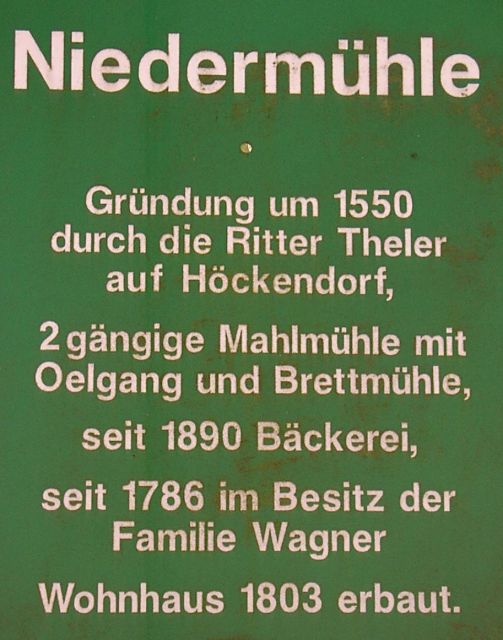 Niedermühle
Gründung um 1550
durch die Ritter Theler
auf Höckendorf,
2gängige Mahlmühle mit
Oelgang und Brettmühle,
seit 1890 Bäckerei,
seit 1786 im Besitz der
Familie Wagner
Wohnhaus 1803 erbaut.